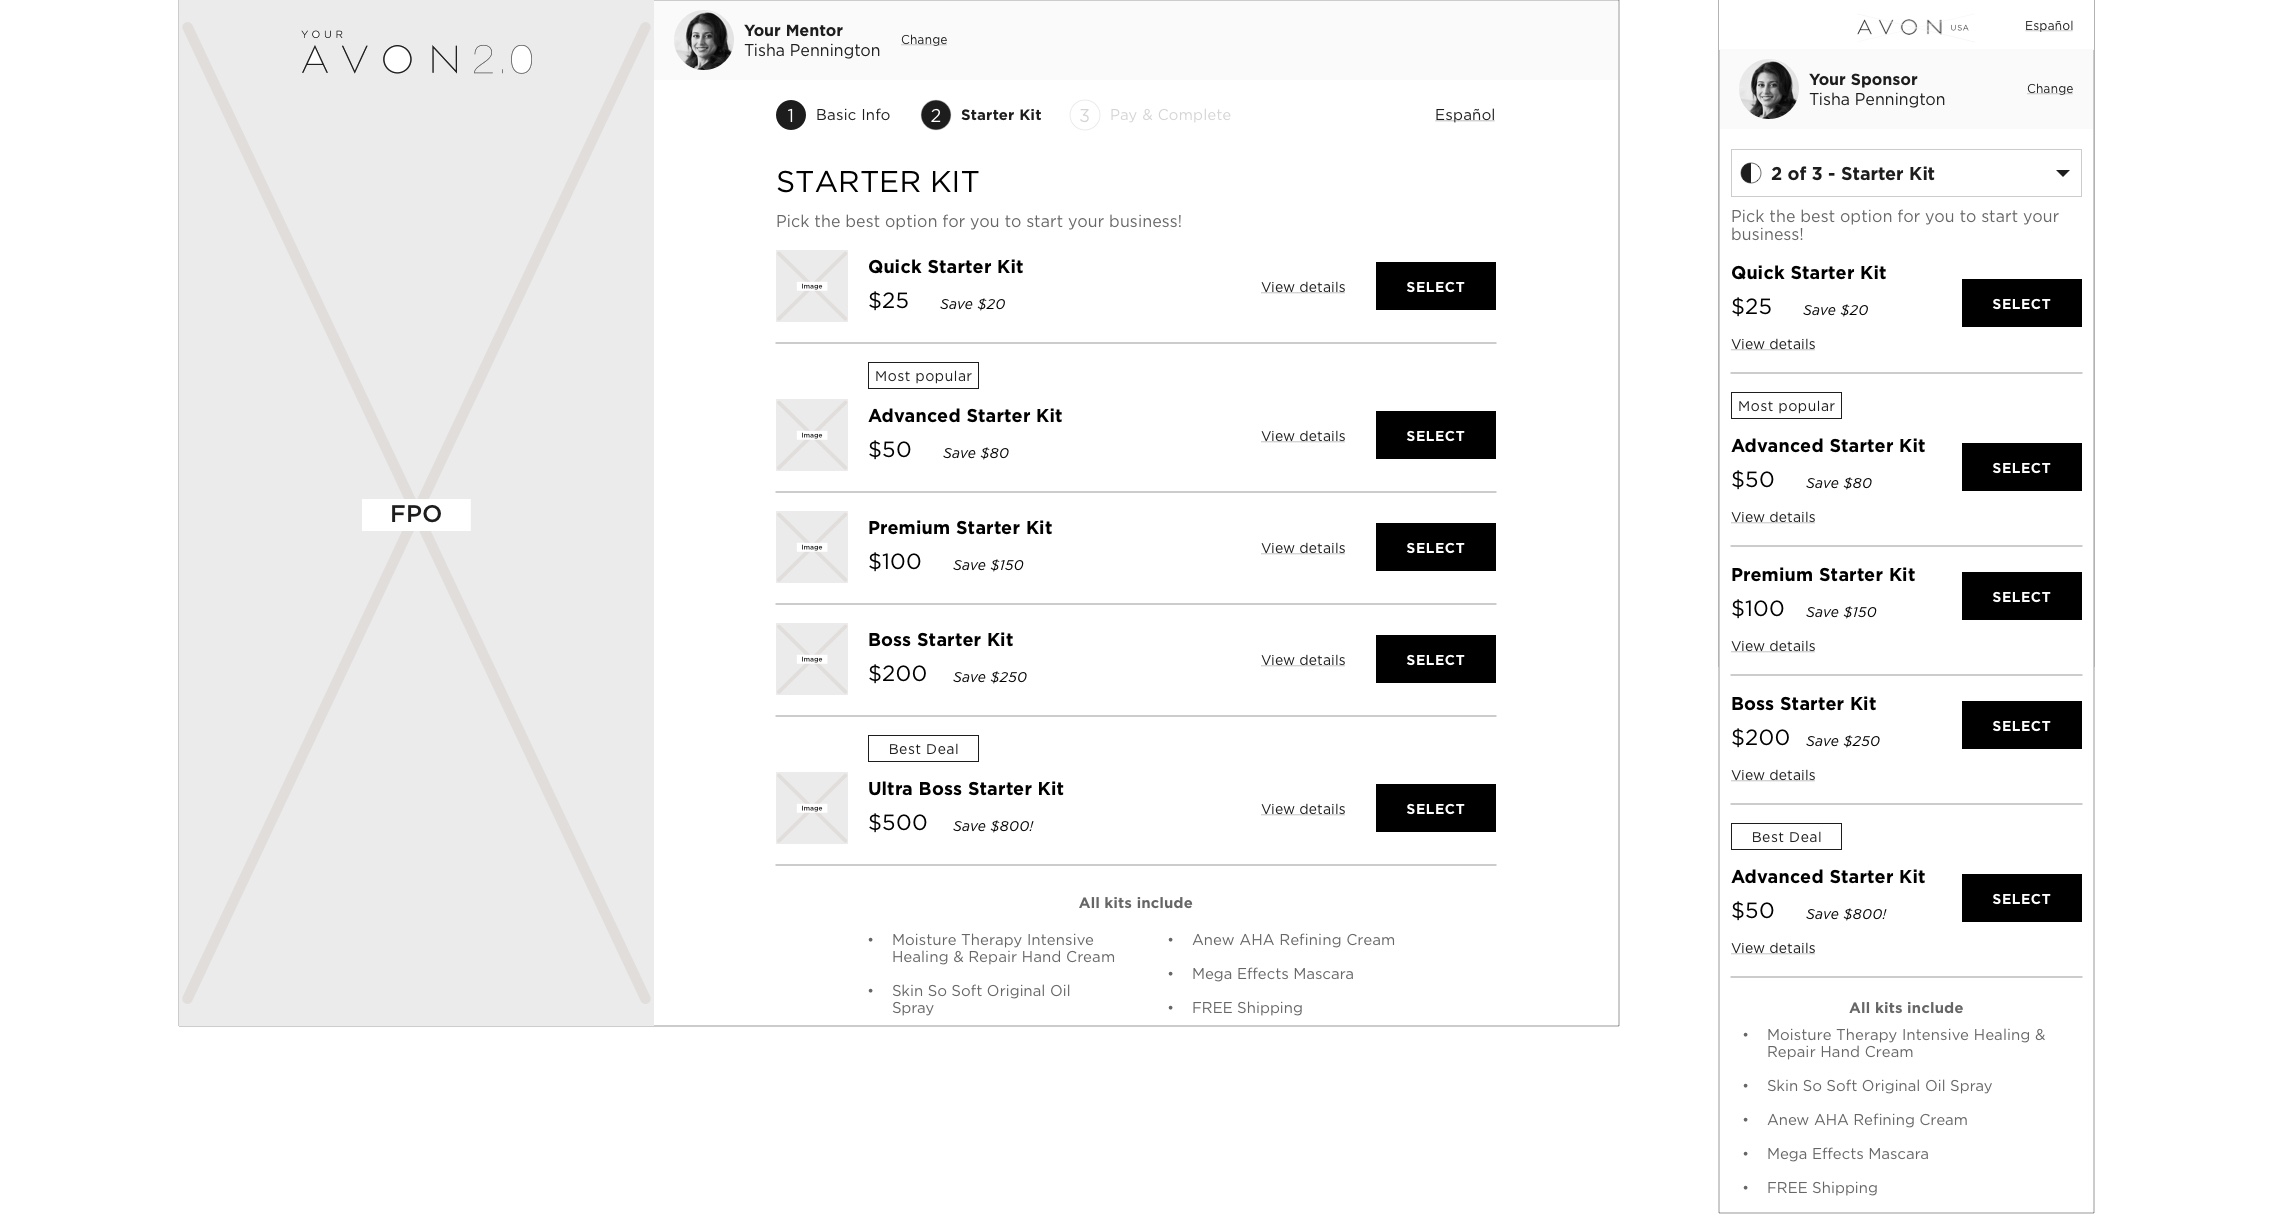 YOUR
AVON 2.0
FPO
Your Mentor
Tisha Pennington
Change
1 Basic Info 2 Starter Kit 3 Pay & Complete Español
STARTER KIT
Pick the best option for you to start your business!
Image
Quick Starter Kit
$25 Save $20
View details
SELECT
Most popular
Image
Advanced Starter Kit
$50 Save $80
View details
SELECT
Image
Premium Starter Kit
$100 Save $150
View details
SELECT
Image
Boss Starter Kit
$200 Save $250
View details
SELECT
Best Deal
Image
Ultra Boss Starter Kit
$500 Save $800!
View details
SELECT
All kits include
• Moisture Therapy Intensive
Healing & Repair Hand Cream
• Skin So Soft Original Oil
Spray
• Anew AHA Refining Cream
• Mega Effects Mascara
• FREE Shipping
AVON USA
Español
Your Sponsor
Tisha Pennington
Change
2 of 3 - Starter Kit
Pick the best option for you to start your
business!
Quick Starter Kit
$25 Save $20
View details
SELECT
Most popular
Advanced Starter Kit
$50 Save $80
View details
SELECT
Premium Starter Kit
$100 Save $150
View details
SELECT
Boss Starter Kit
$200 Save $250
View details
SELECT
Best Deal
Advanced Starter Kit
$50 Save $800!
View details
SELECT
All kits include
• Moisture Therapy Intensive Healing &
Repair Hand Cream
• Skin So Soft Original Oil Spray
• Anew AHA Refining Cream
• Mega Effects Mascara
• FREE Shipping